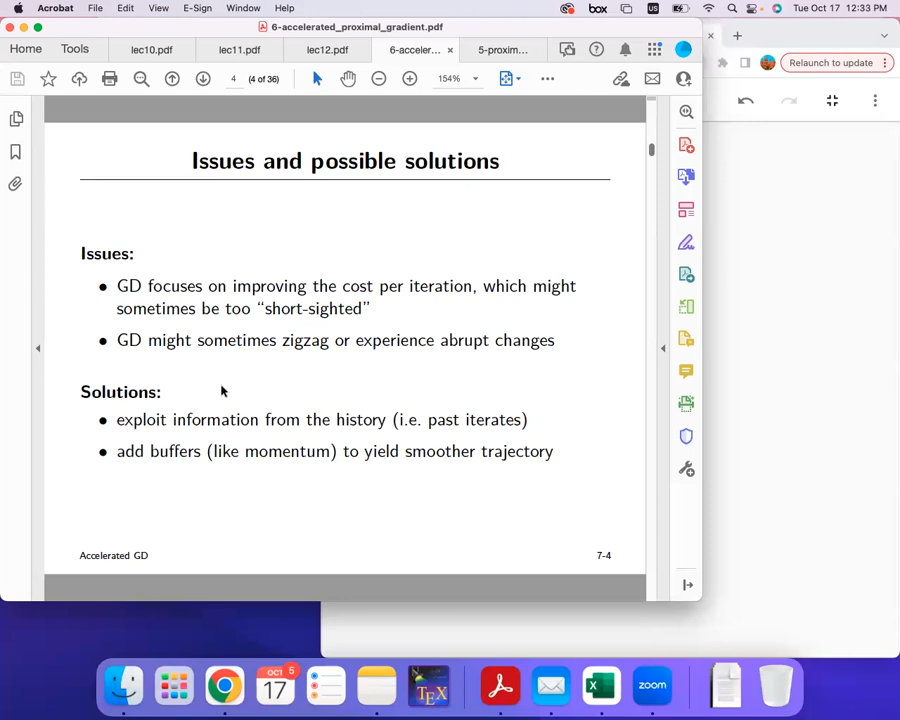 Acrobat File Edit View E-Sign Window Help box US Tue Oct 17 12:33 PM
6-accelerated_proximal_gradient.pdf
Home Tools lec10.pdf lec11.pdf lec12.pdf 6-acceler... × 5-proxim...
Relaunch to update
4 (4 of 36) 154%
Issues and possible solutions
Issues:
• GD focuses on improving the cost per iteration, which might
sometimes be too “short-sighted”
• GD might sometimes zigzag or experience abrupt changes
Solutions:
• exploit information from the history (i.e. past iterates)
• add buffers (like momentum) to yield smoother trajectory
Accelerated GD 7-4
OCT 5
17
TEX
zoom